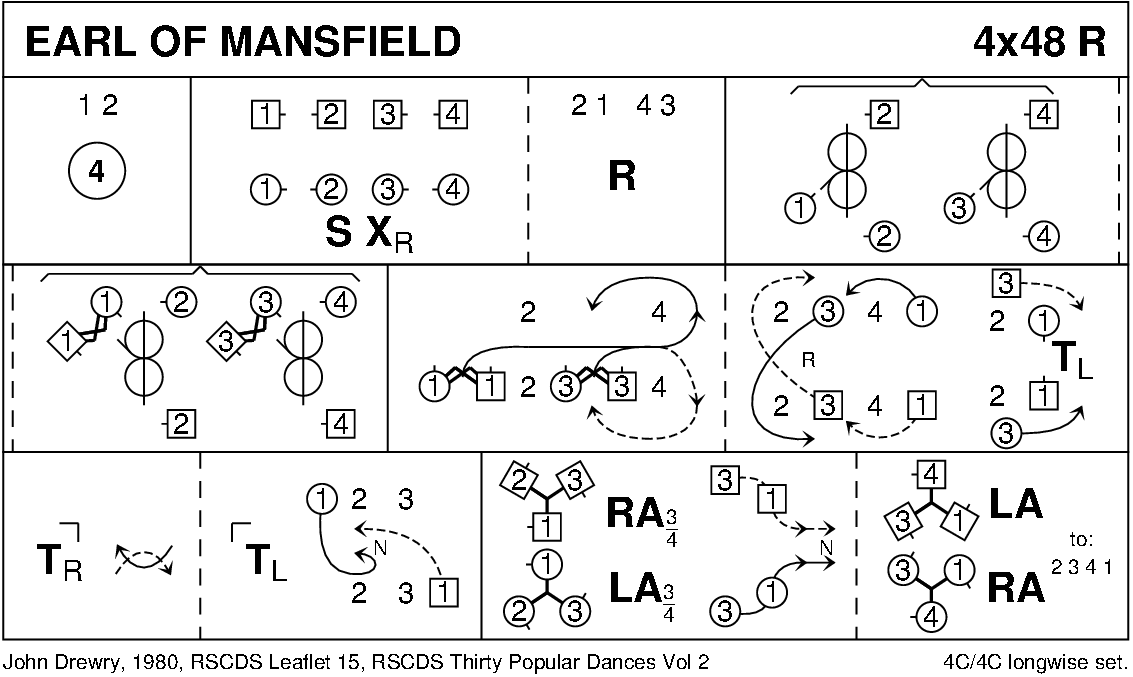 EARL OF MANSFIELD 4x48 R
1 2
4
1 2 3 4
1 2 3 4
S XR
2 1 4 3
R
2 4
1 3
2 4
1 2 3 4
1 3
2 4
2 4
1 1 2 3 3 4
2 3 4 1
R
2 3 4 1
3
2 1
TL
2 1
3
TR
TL
1 2 3
N
2 3 1
2 3
1
RA 3/4
1
2 3
LA 3/4
3
1
N
1
3
4
3 1
LA
3 1
4
RA
to:
2 3 4 1
John Drewry, 1980, RSCDS Leaflet 15, RSCDS Thirty Popular Dances Vol 2 4C/4C longwise set.